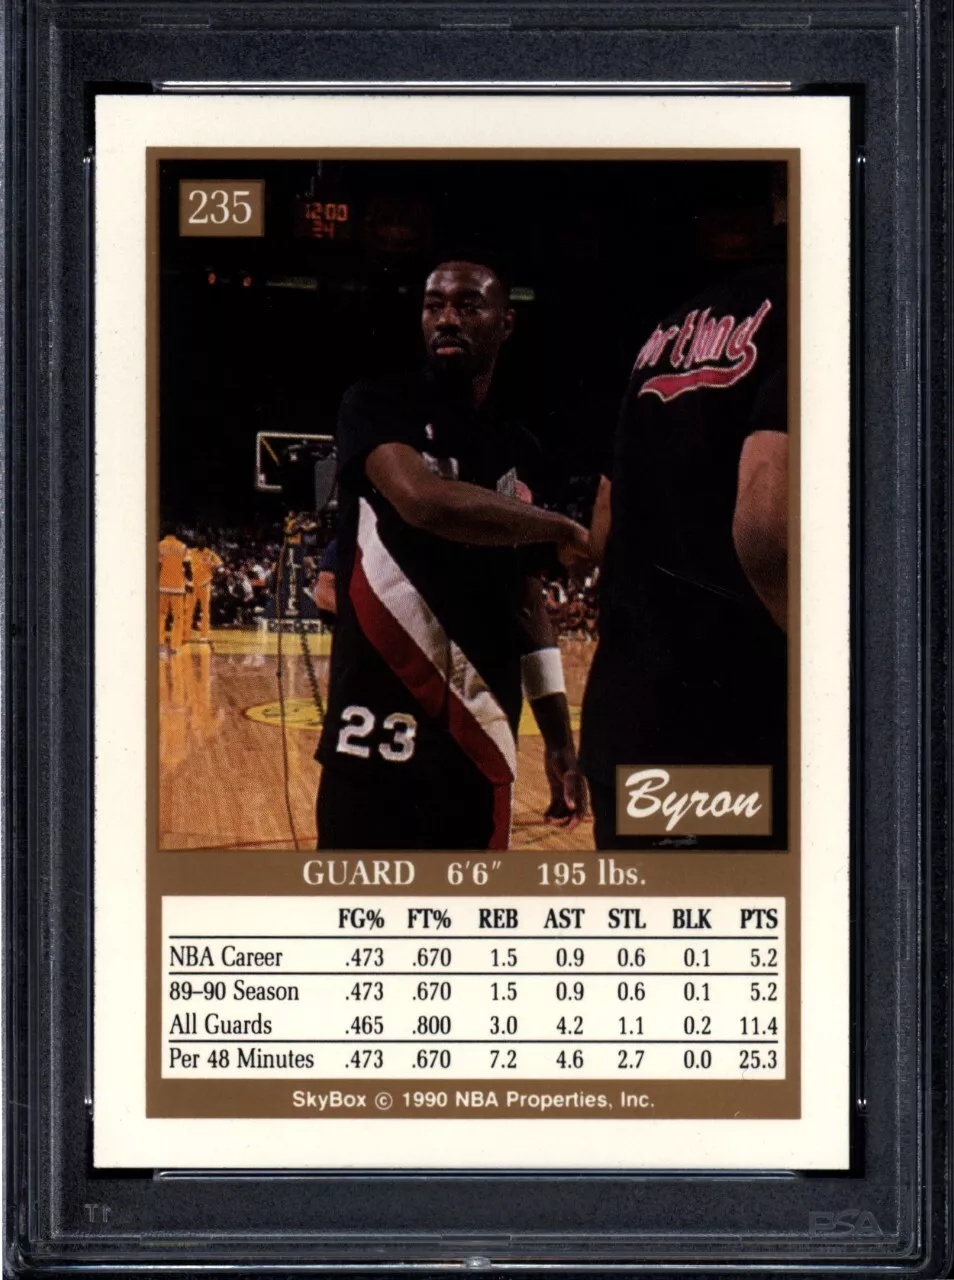 235
12:00
24
ortland
23
Byron
GUARD 6'6" 195 lbs.
FG% FT% REB AST STL BLK PTS
NBA Career .473 .670 1.5 0.9 0.6 0.1 5.2
89–90 Season .473 .670 1.5 0.9 0.6 0.1 5.2
All Guards .465 .800 3.0 4.2 1.1 0.2 11.4
Per 48 Minutes .473 .670 7.2 4.6 2.7 0.0 25.3
SkyBox © 1990 NBA Properties, Inc.
PSA